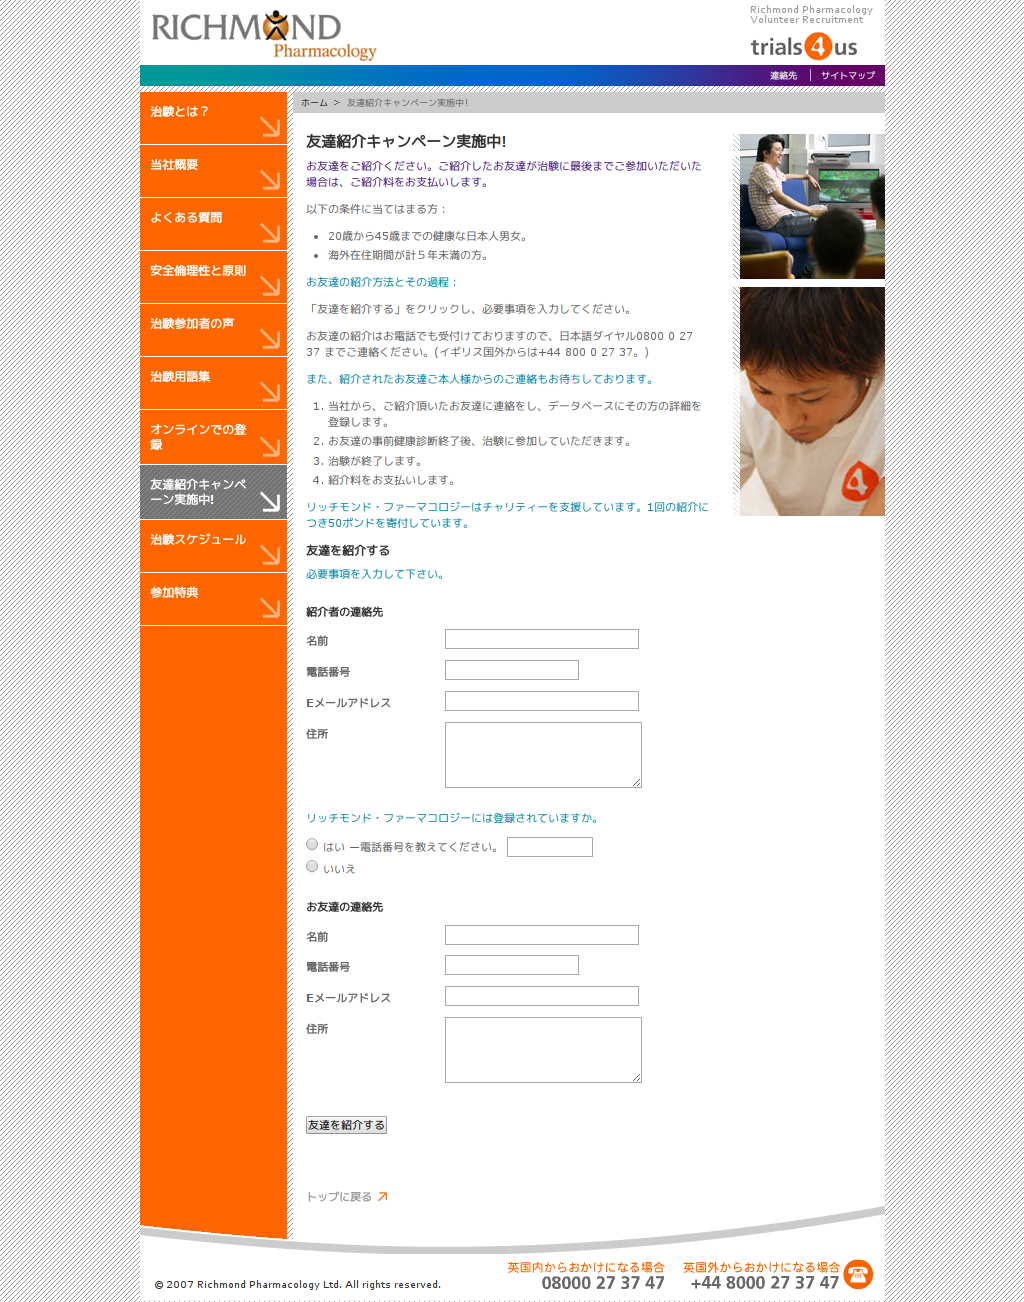 RICHMOND
Pharmacology
Richmond Pharmacology
Volunteer Recruitment
trials4us
連絡先
サイトマップ
治験とは？
当社概要
よくある質問
安全倫理性と原則
治験参加者の声
治験用語集
オンラインでの登
録
友達紹介キャンペ
ーン実施中!
治験スケジュール
参加特典
ホーム > 友達紹介キャンペーン実施中!
友達紹介キャンペーン実施中!
お友達をご紹介ください。ご紹介したお友達が治験に最後までご参加いただいた
場合は、ご紹介料をお支払いします。
以下の条件に当てはまる方：
• 20歳から45歳までの健康な日本人男女。
• 海外在住期間が計５年未満の方。
お友達の紹介方法とその過程：
「友達を紹介する」をクリックし、必要事項を入力してください。
お友達の紹介はお電話でも受付けておりますので、日本語ダイヤル0800 0 27
37 までご連絡ください。(イギリス国外からは+44 800 0 27 37。)
また、紹介されたお友達ご本人様からのご連絡もお待ちしております。
1. 当社から、ご紹介頂いたお友達に連絡をし、データベースにその方の詳細を
登録します。
2. お友達の事前健康診断終了後、治験に参加していただきます。
3. 治験が終了します。
4. 紹介料をお支払いします。
リッチモンド・ファーマコロジーはチャリティーを支援しています。1回の紹介に
つき50ポンドを寄付しています。
友達を紹介する
必要事項を入力して下さい。
紹介者の連絡先
名前
電話番号
Eメールアドレス
住所
リッチモンド・ファーマコロジーには登録されていますか。
はい —電話番号を教えてください。
いいえ
お友達の連絡先
名前
電話番号
Eメールアドレス
住所
友達を紹介する
トップに戻る
© 2007 Richmond Pharmacology Ltd. All rights reserved.
英国内からおかけになる場合
08000 27 37 47
英国外からおかけになる場合
+44 8000 27 37 47